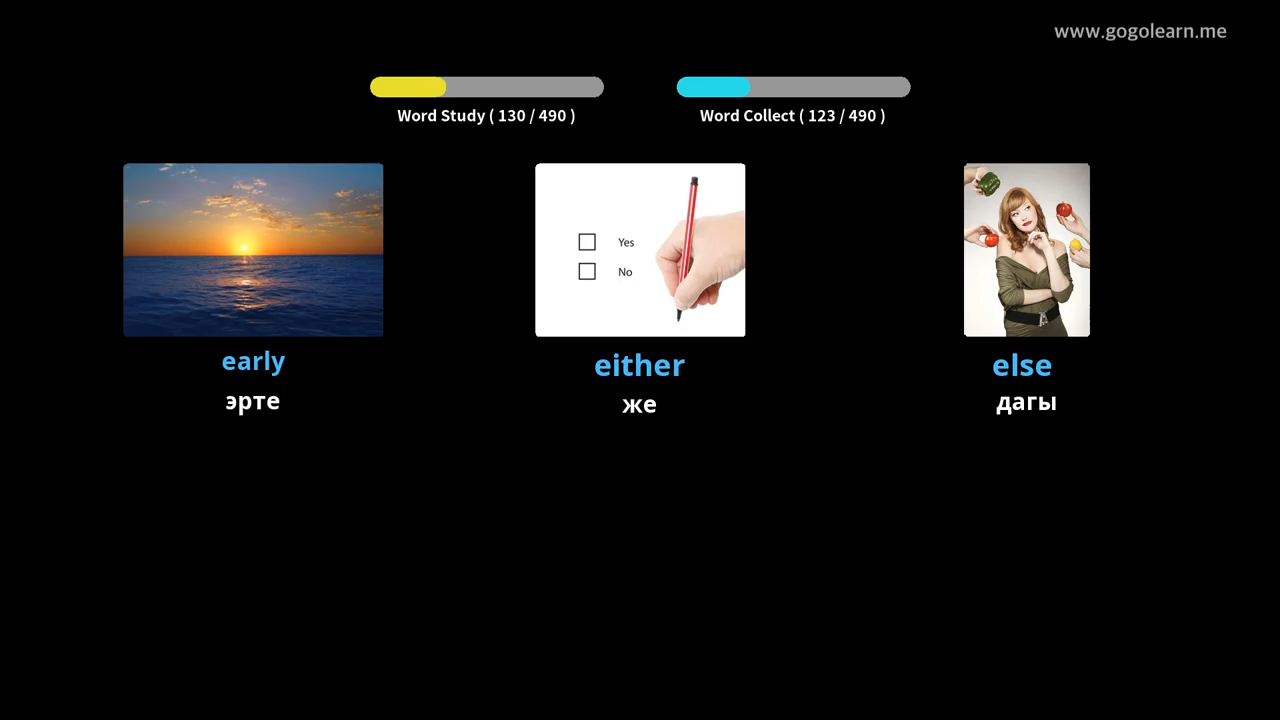 www.gogolearn.me
Word Study ( 130 / 490 )
Word Collect ( 123 / 490 )
Yes
No
early
either
else
эрте
же
дагы